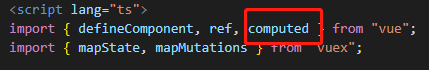 <script lang="ts">
import { defineComponent, ref, computed } from "vue";
import { mapState, mapMutations } from "vuex";